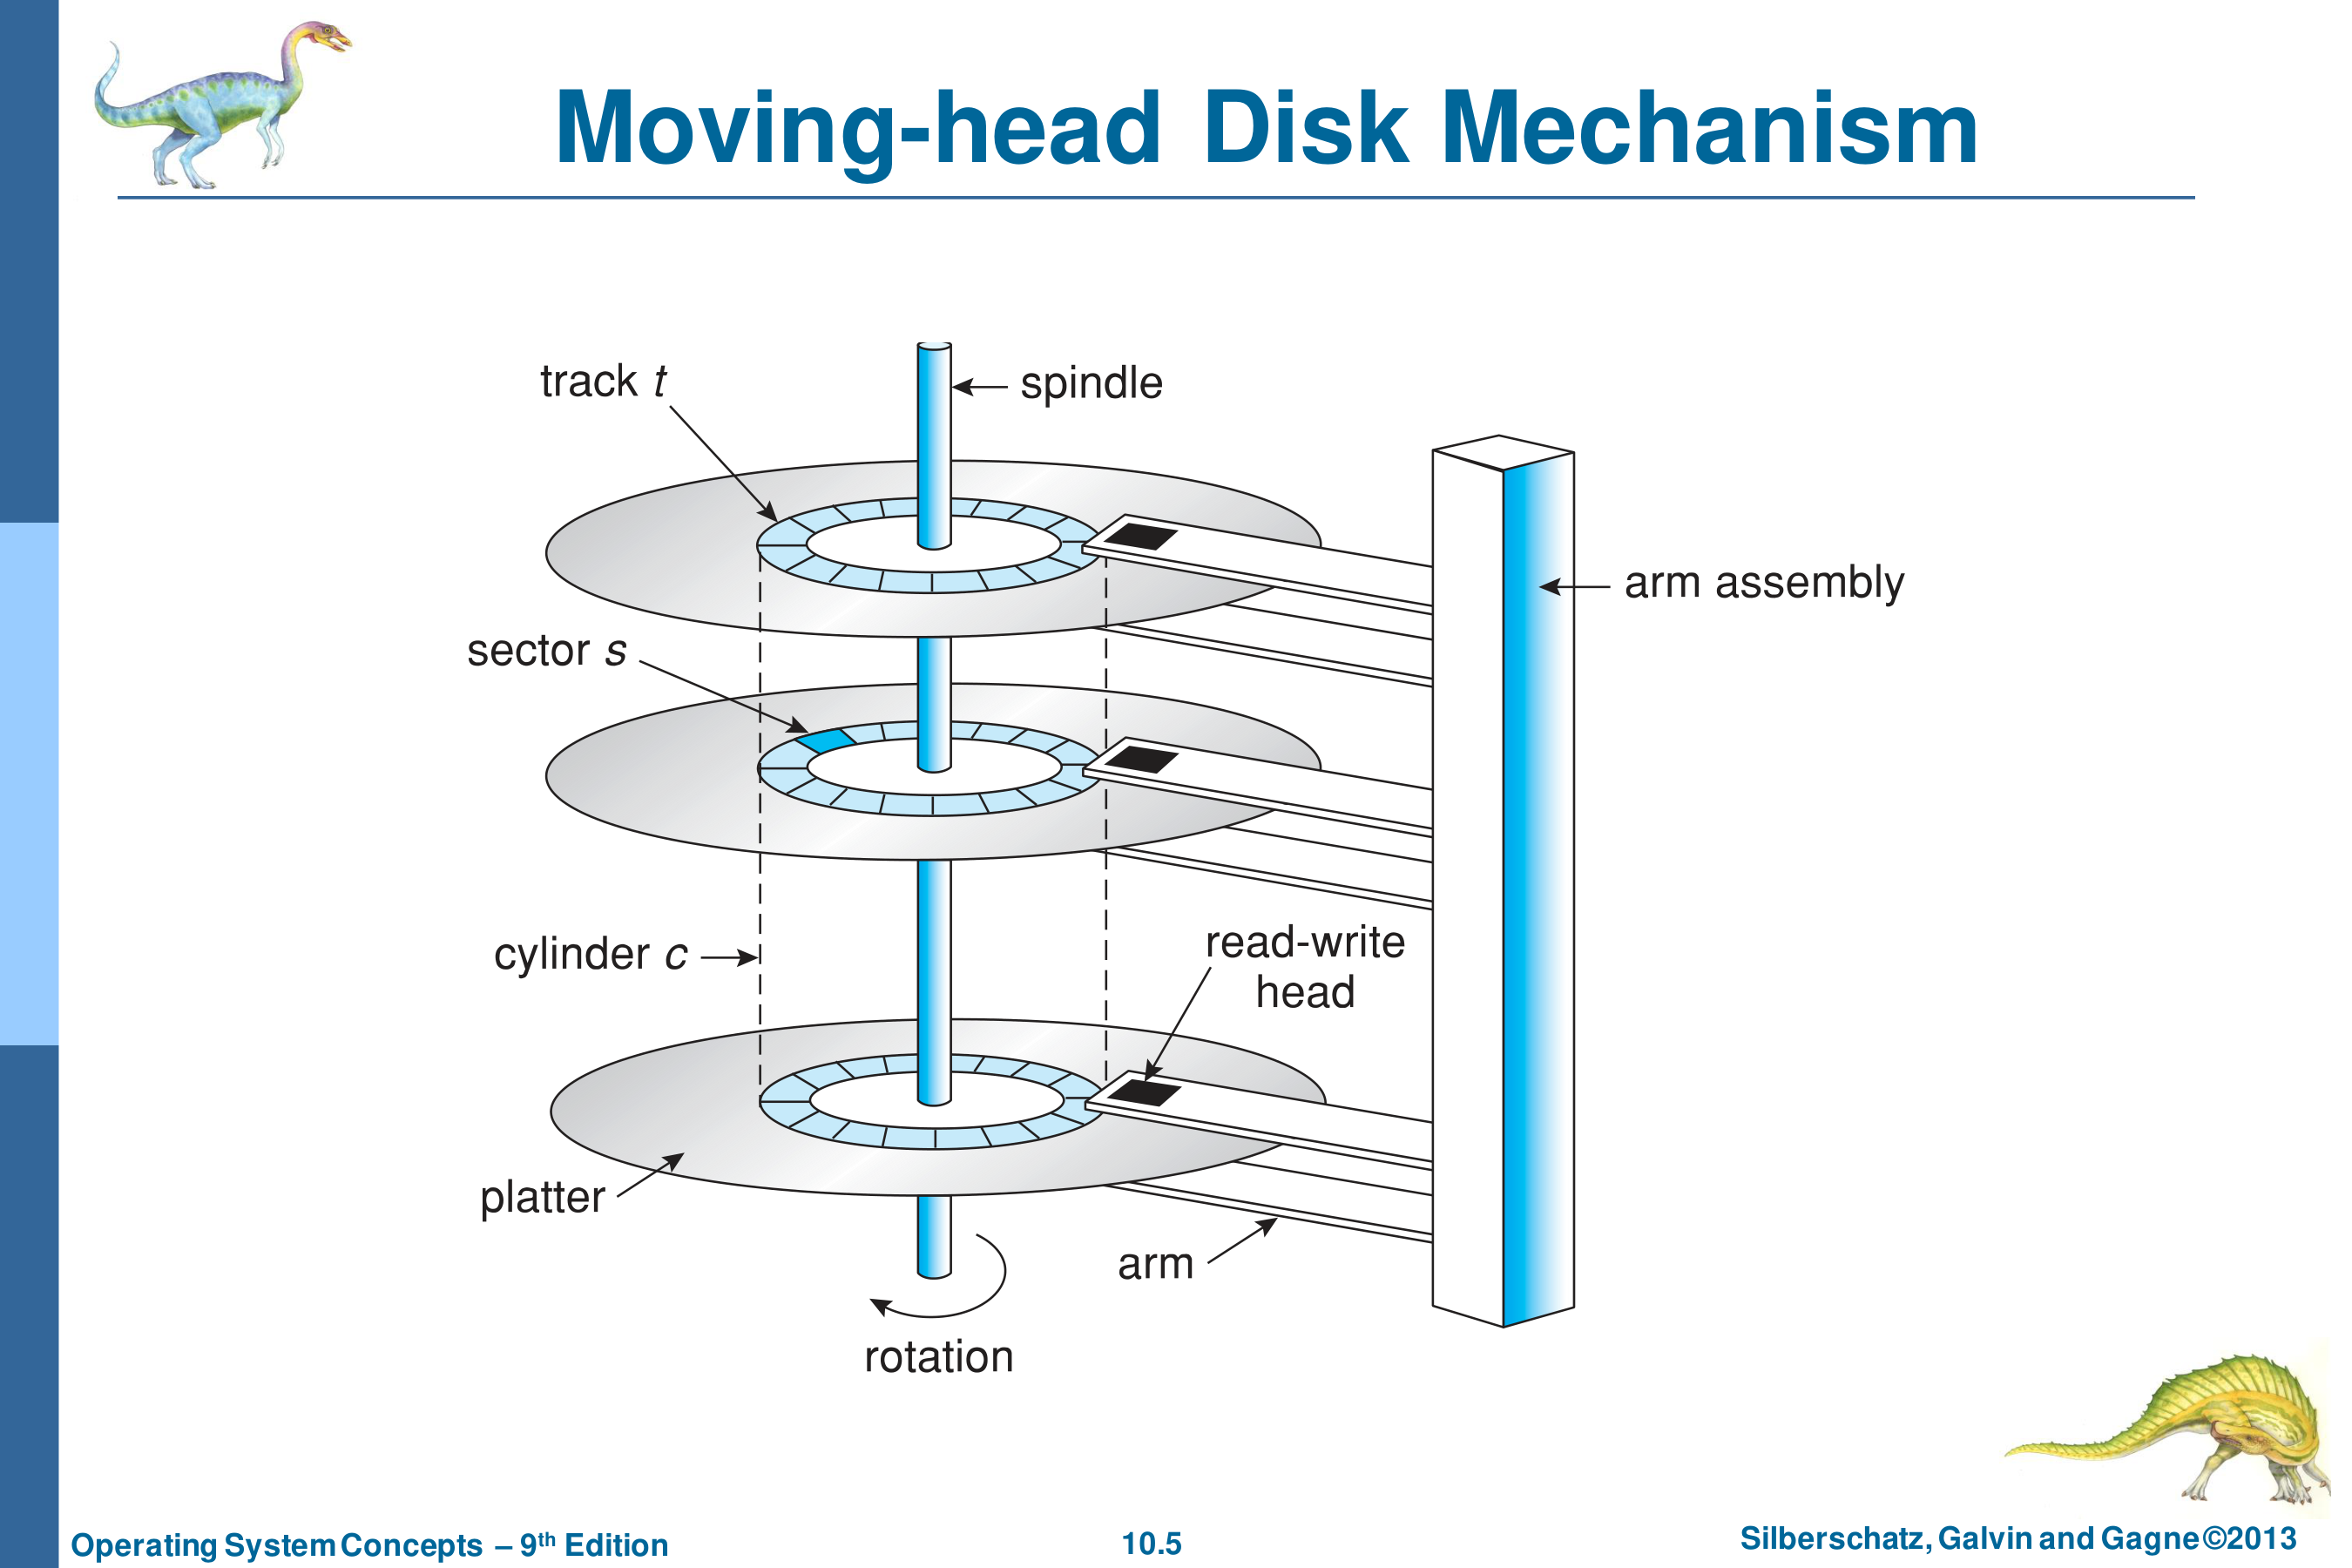 Moving-head Disk Mechanism
track t
spindle
arm assembly
sector s
cylinder c
read-write
head
platter
arm
rotation
Operating System Concepts – 9th Edition
10.5
Silberschatz, Galvin and Gagne ©2013